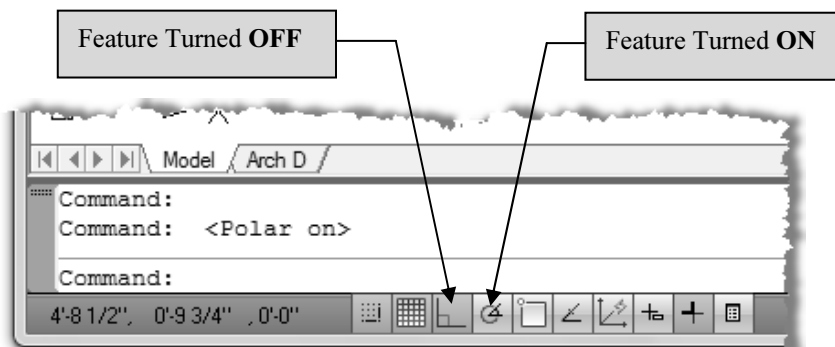 Feature Turned OFF
Feature Turned ON
Model / Arch D /
Command:
Command: <Polar on>
Command:
4'-8 1/2", 0'-9 3/4" , 0'-0"